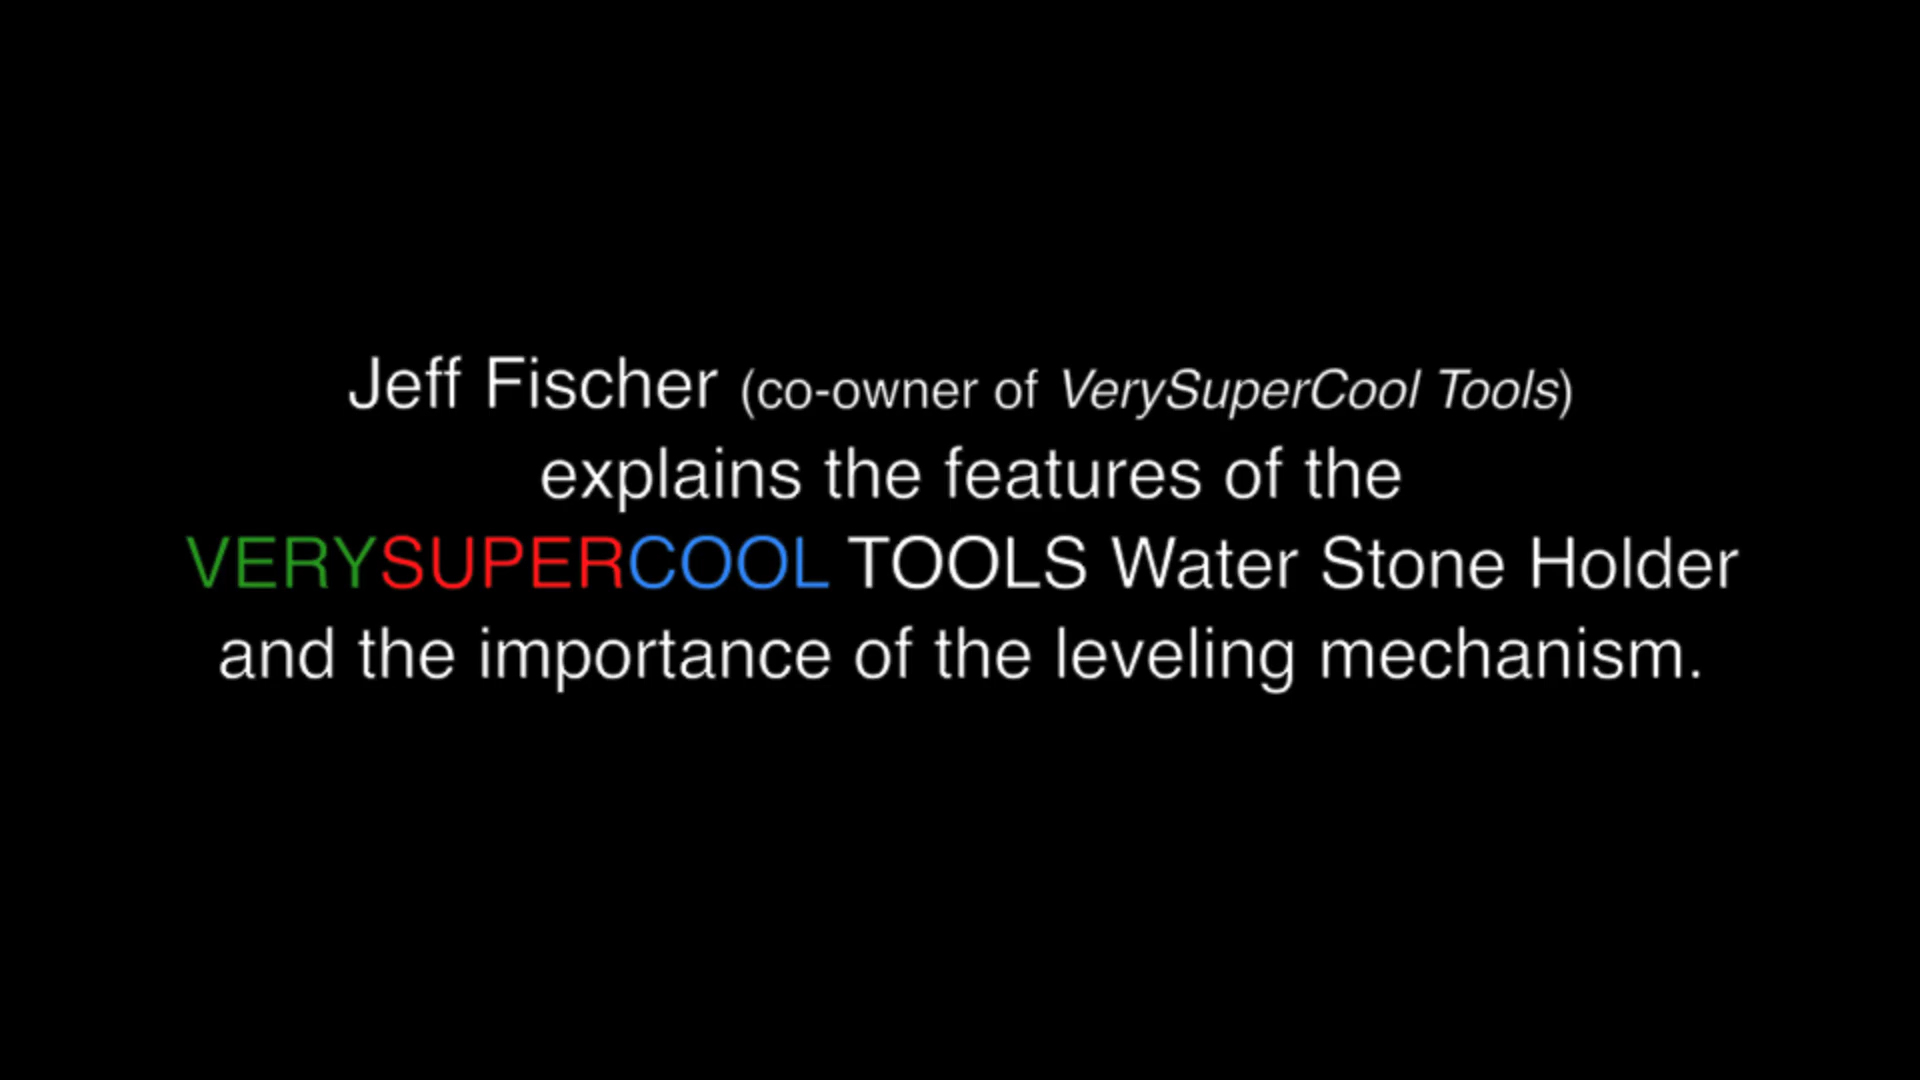 Jeff Fischer (co-owner of VerySuperCool Tools)
explains the features of the
VERYSUPERCOOL TOOLS Water Stone Holder
and the importance of the leveling mechanism.